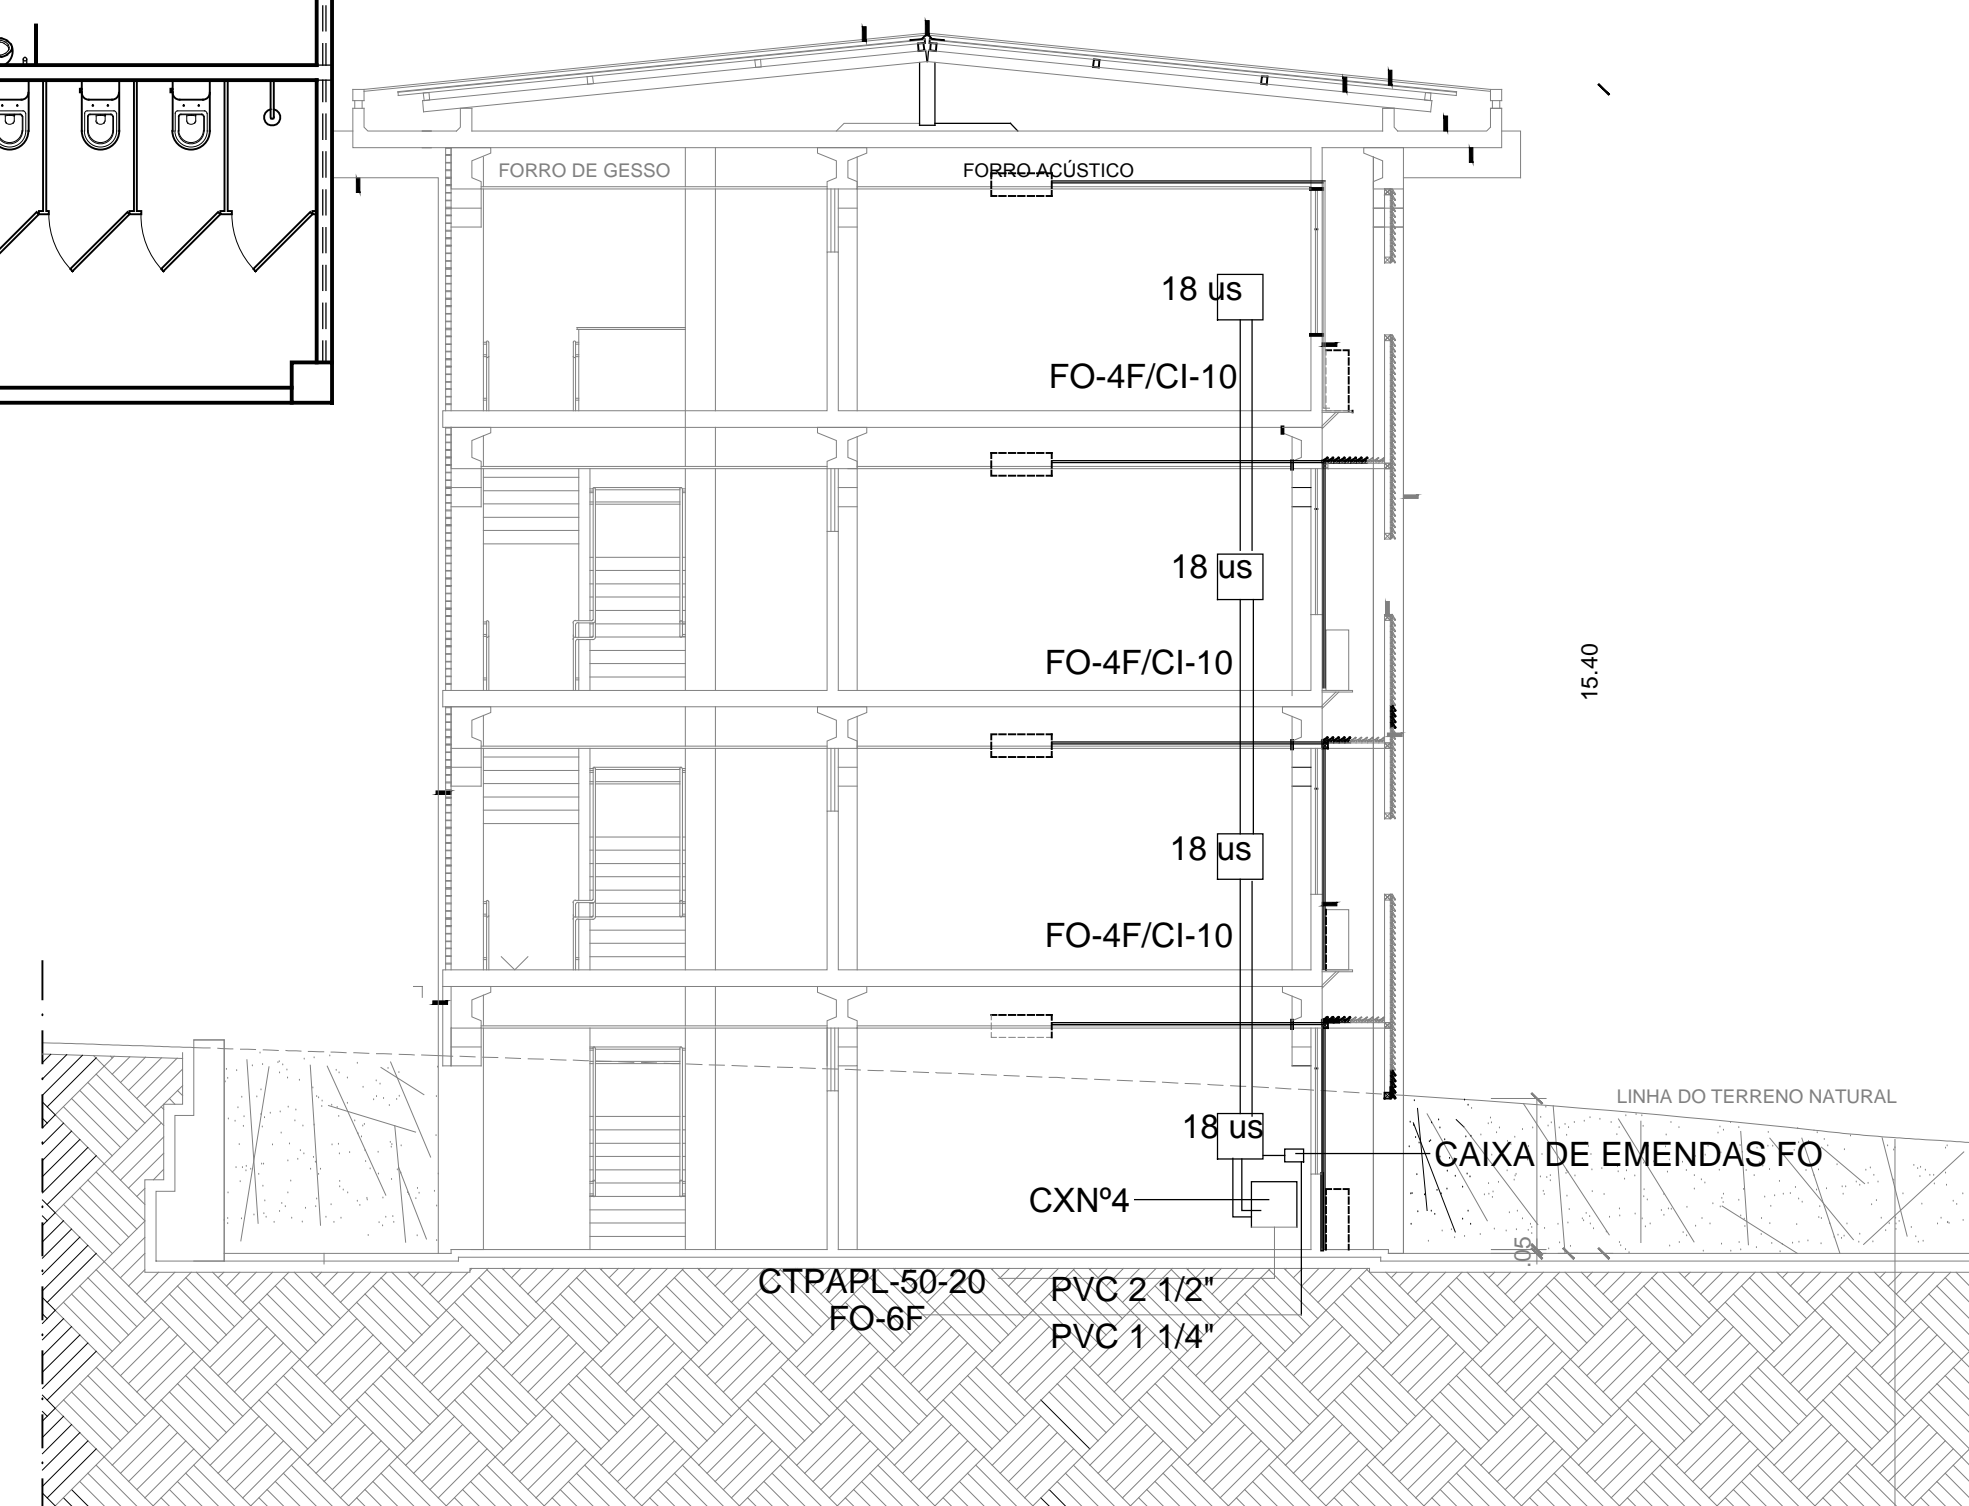 FORRO DE GESSO
FORRO ACÚSTICO
18 us
FO-4F/CI-10
18 us
15.40
FO-4F/CI-10
18 us
FO-4F/CI-10
LINHA DO TERRENO NATURAL
18 us
CAIXA DE EMENDAS FO
CXNº4
.05
CTPAPL-50-20
PVC 2 1/2"
FO-6F
PVC 1 1/4"